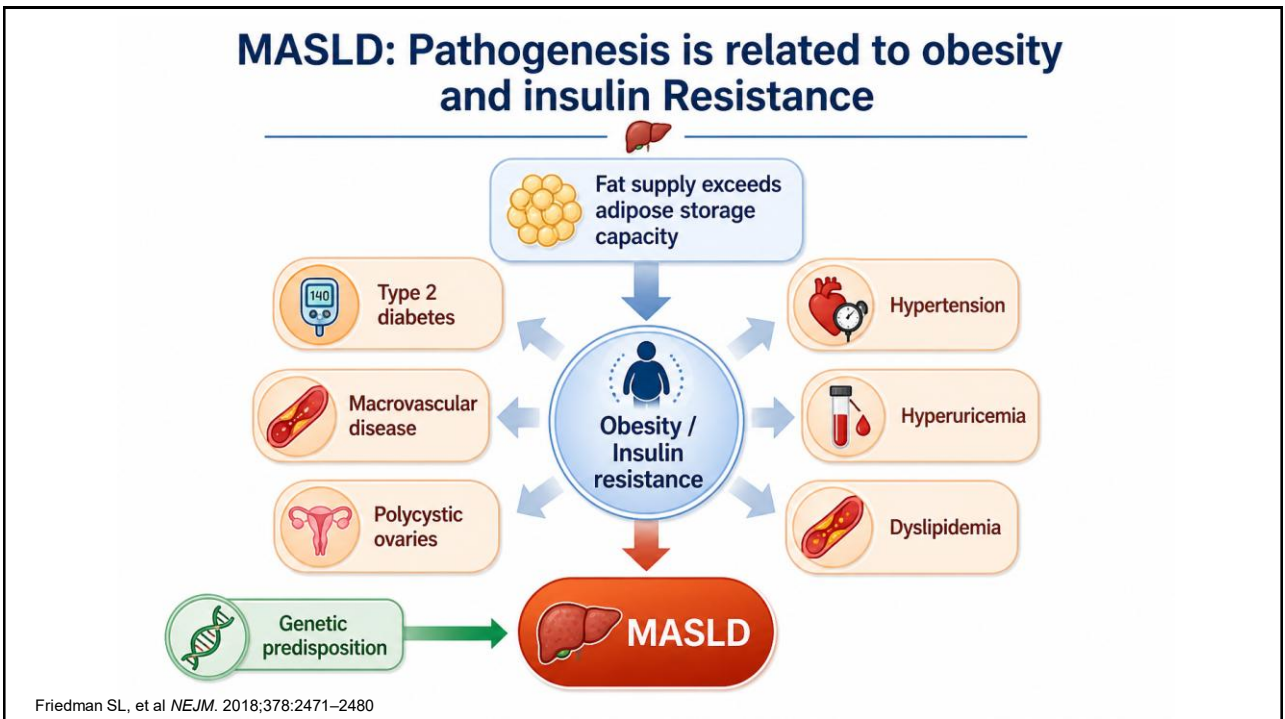 MASLD: Pathogenesis is related to obesity
and insulin Resistance
Fat supply exceeds
adipose storage
capacity
140
Type 2
diabetes
Hypertension
Macrovascular
disease
Obesity /
Insulin
resistance
Hyperuricemia
Polycystic
ovaries
Dyslipidemia
Genetic
predisposition
MASLD
Friedman SL, et al NEJM. 2018;378:2471–2480